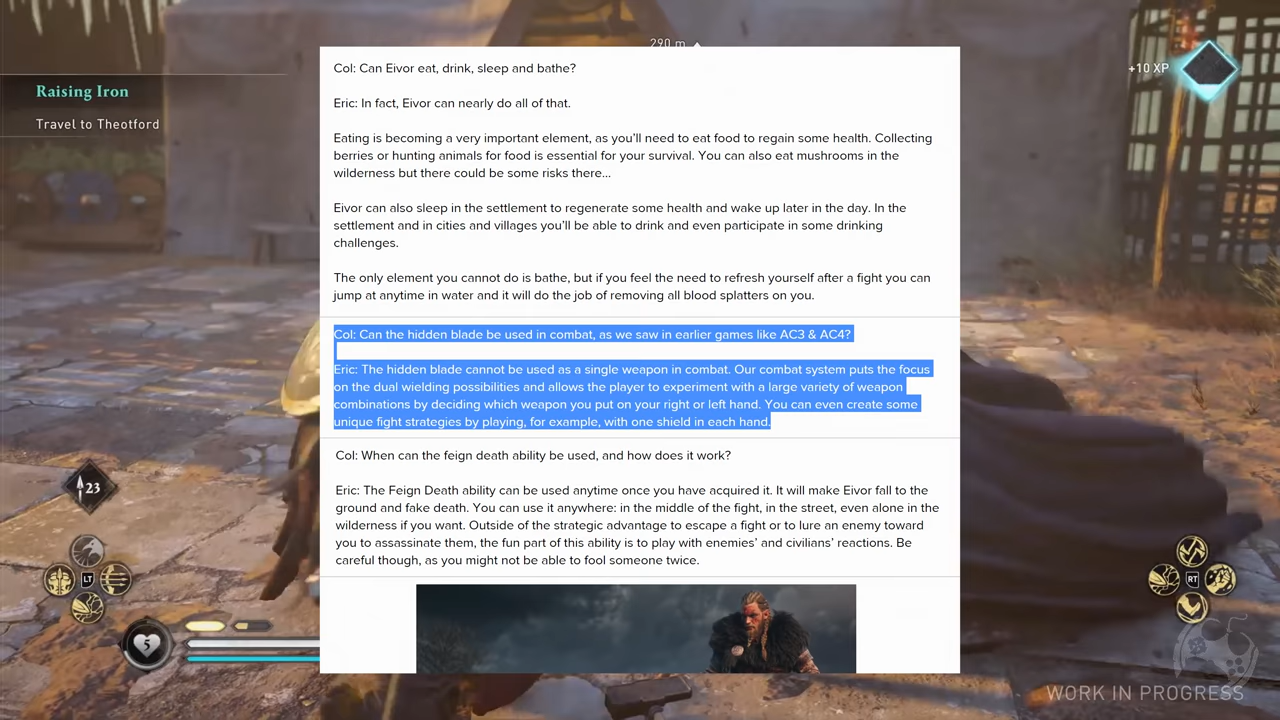 290 m
Raising Iron
Travel to Theotford
+10 XP
Col: Can Eivor eat, drink, sleep and bathe?
Eric: In fact, Eivor can nearly do all of that.
Eating is becoming a very important element, as you'll need to eat food to regain some health. Collecting
berries or hunting animals for food is essential for your survival. You can also eat mushrooms in the
wilderness but there could be some risks there...
Eivor can also sleep in the settlement to regenerate some health and wake up later in the day. In the
settlement and in cities and villages you'll be able to drink and even participate in some drinking
challenges.
The only element you cannot do is bathe, but if you feel the need to refresh yourself after a fight you can
jump at anytime in water and it will do the job of removing all blood splatters on you.
Col: Can the hidden blade be used in combat, as we saw in earlier games like AC3 & AC4?
Eric: The hidden blade cannot be used as a single weapon in combat. Our combat system puts the focus
on the dual wielding possibilities and allows the player to experiment with a large variety of weapon
combinations by deciding which weapon you put on your right or left hand. You can even create some
unique fight strategies by playing, for example, with one shield in each hand.
Col: When can the feign death ability be used, and how does it work?
Eric: The Feign Death ability can be used anytime once you have acquired it. It will make Eivor fall to the
ground and fake death. You can use it anywhere: in the middle of the fight, in the street, even alone in the
wilderness if you want. Outside of the strategic advantage to escape a fight or to lure an enemy toward
you to assassinate them, the fun part of this ability is to play with enemies' and civilians' reactions. Be
careful though, as you might not be able to fool someone twice.
23
LT
RT
5
WORK IN PROGRESS